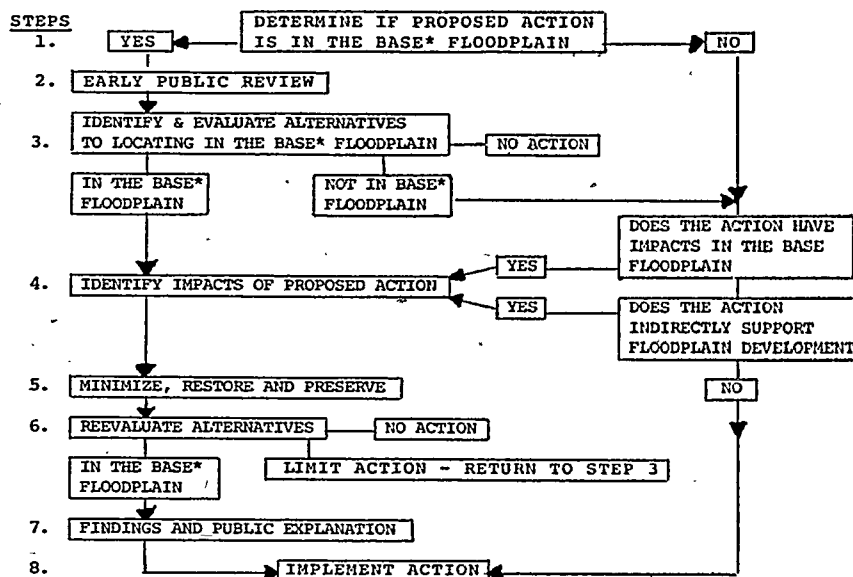 STEPS
DETERMINE IF PROPOSED ACTION
IS IN THE BASE* FLOODPLAIN
1.
YES
NO
2.
EARLY PUBLIC REVIEW
3.
IDENTIFY & EVALUATE ALTERNATIVES
TO LOCATING IN THE BASE* FLOODPLAIN
NO ACTION
IN THE BASE*
FLOODPLAIN
NOT IN BASE*
FLOODPLAIN
DOES THE ACTION HAVE
IMPACTS IN THE BASE
FLOODPLAIN
YES
4.
IDENTIFY IMPACTS OF PROPOSED ACTION
YES
DOES THE ACTION
INDIRECTLY SUPPORT
FLOODPLAIN DEVELOPMENT
5.
MINIMIZE, RESTORE AND PRESERVE
NO
6.
REEVALUATE ALTERNATIVES
NO ACTION
IN THE BASE*
FLOODPLAIN
LIMIT ACTION - RETURN TO STEP 3
7.
FINDINGS AND PUBLIC EXPLANATION
8.
IMPLEMENT ACTION